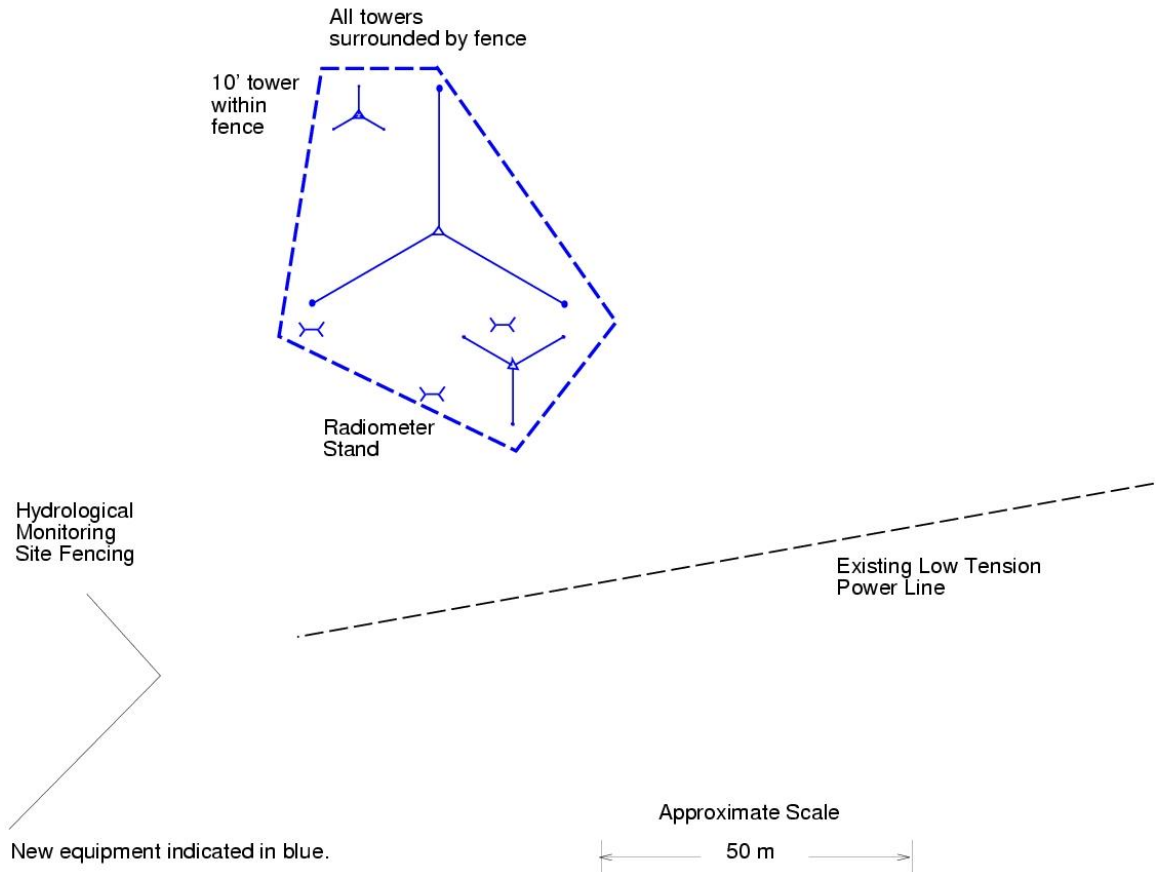 All towers
surrounded by fence
10' tower
within
fence
Radiometer
Stand
Hydrological
Monitoring
Site Fencing
Existing Low Tension
Power Line
Approximate Scale
New equipment indicated in blue.
50 m